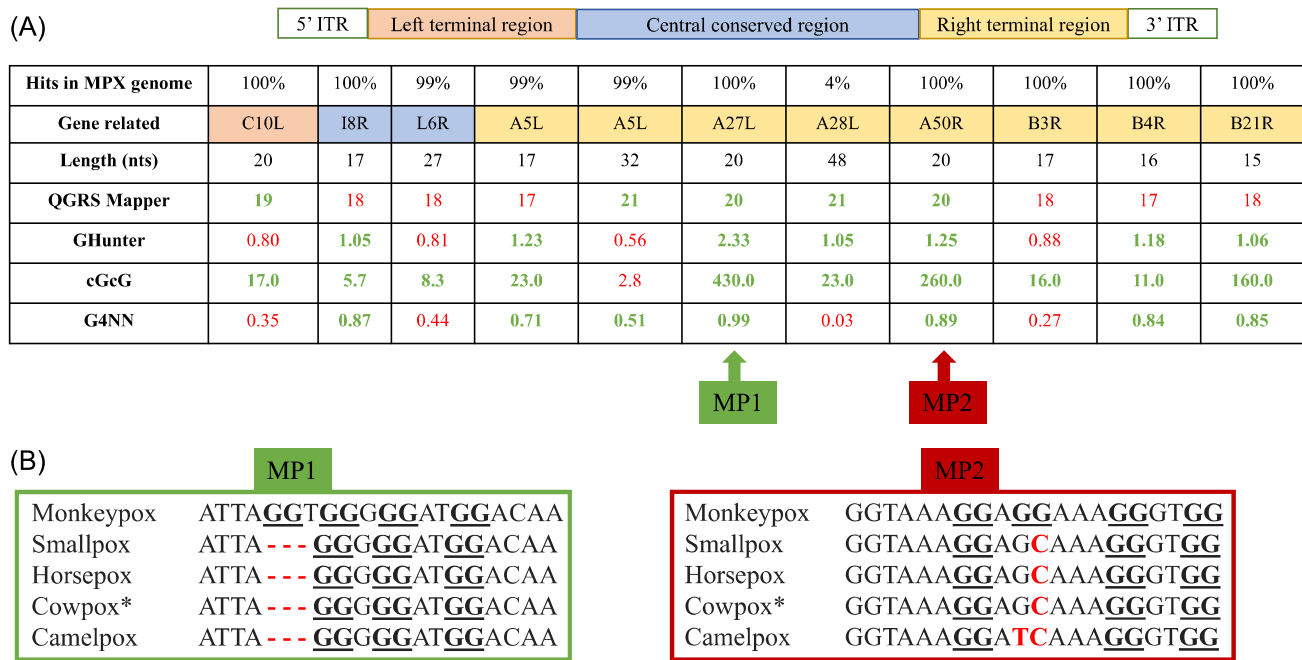 (A)
5' ITR Left terminal region Central conserved region Right terminal region 3' ITR
Hits in MPX genome 100% 100% 99% 99% 99% 100% 4% 100% 100% 100% 100%
Gene related C10L I8R L6R A5L A5L A27L A28L A50R B3R B4R B21R
Length (nts) 20 17 27 17 32 20 48 20 17 16 15
QGRS Mapper 19 18 18 17 21 20 21 20 18 17 18
GHunter 0.80 1.05 0.81 1.23 0.56 2.33 1.05 1.25 0.88 1.18 1.06
cGcG 17.0 5.7 8.3 23.0 2.8 430.0 23.0 260.0 16.0 11.0 160.0
G4NN 0.35 0.87 0.44 0.71 0.51 0.99 0.03 0.89 0.27 0.84 0.85
MP1 MP2
(B)
MP1
Monkeypox ATTAGGTGGGGGATGGACAA
Smallpox ATTA---GGGGGATGGACAA
Horsepox ATTA---GGGGGATGGACAA
Cowpox* ATTA---GGGGGATGGACAA
Camelpox ATTA---GGGGGATGGACAA
MP2
Monkeypox GGTAAAGGAGGAAAGGGTGG
Smallpox GGTAAAGGAGCAAAGGGTGG
Horsepox GGTAAAGGAGCAAAGGGTGG
Cowpox* GGTAAAGGAGCAAAGGGTGG
Camelpox GGTAAAGGATCAAAGGGTGG